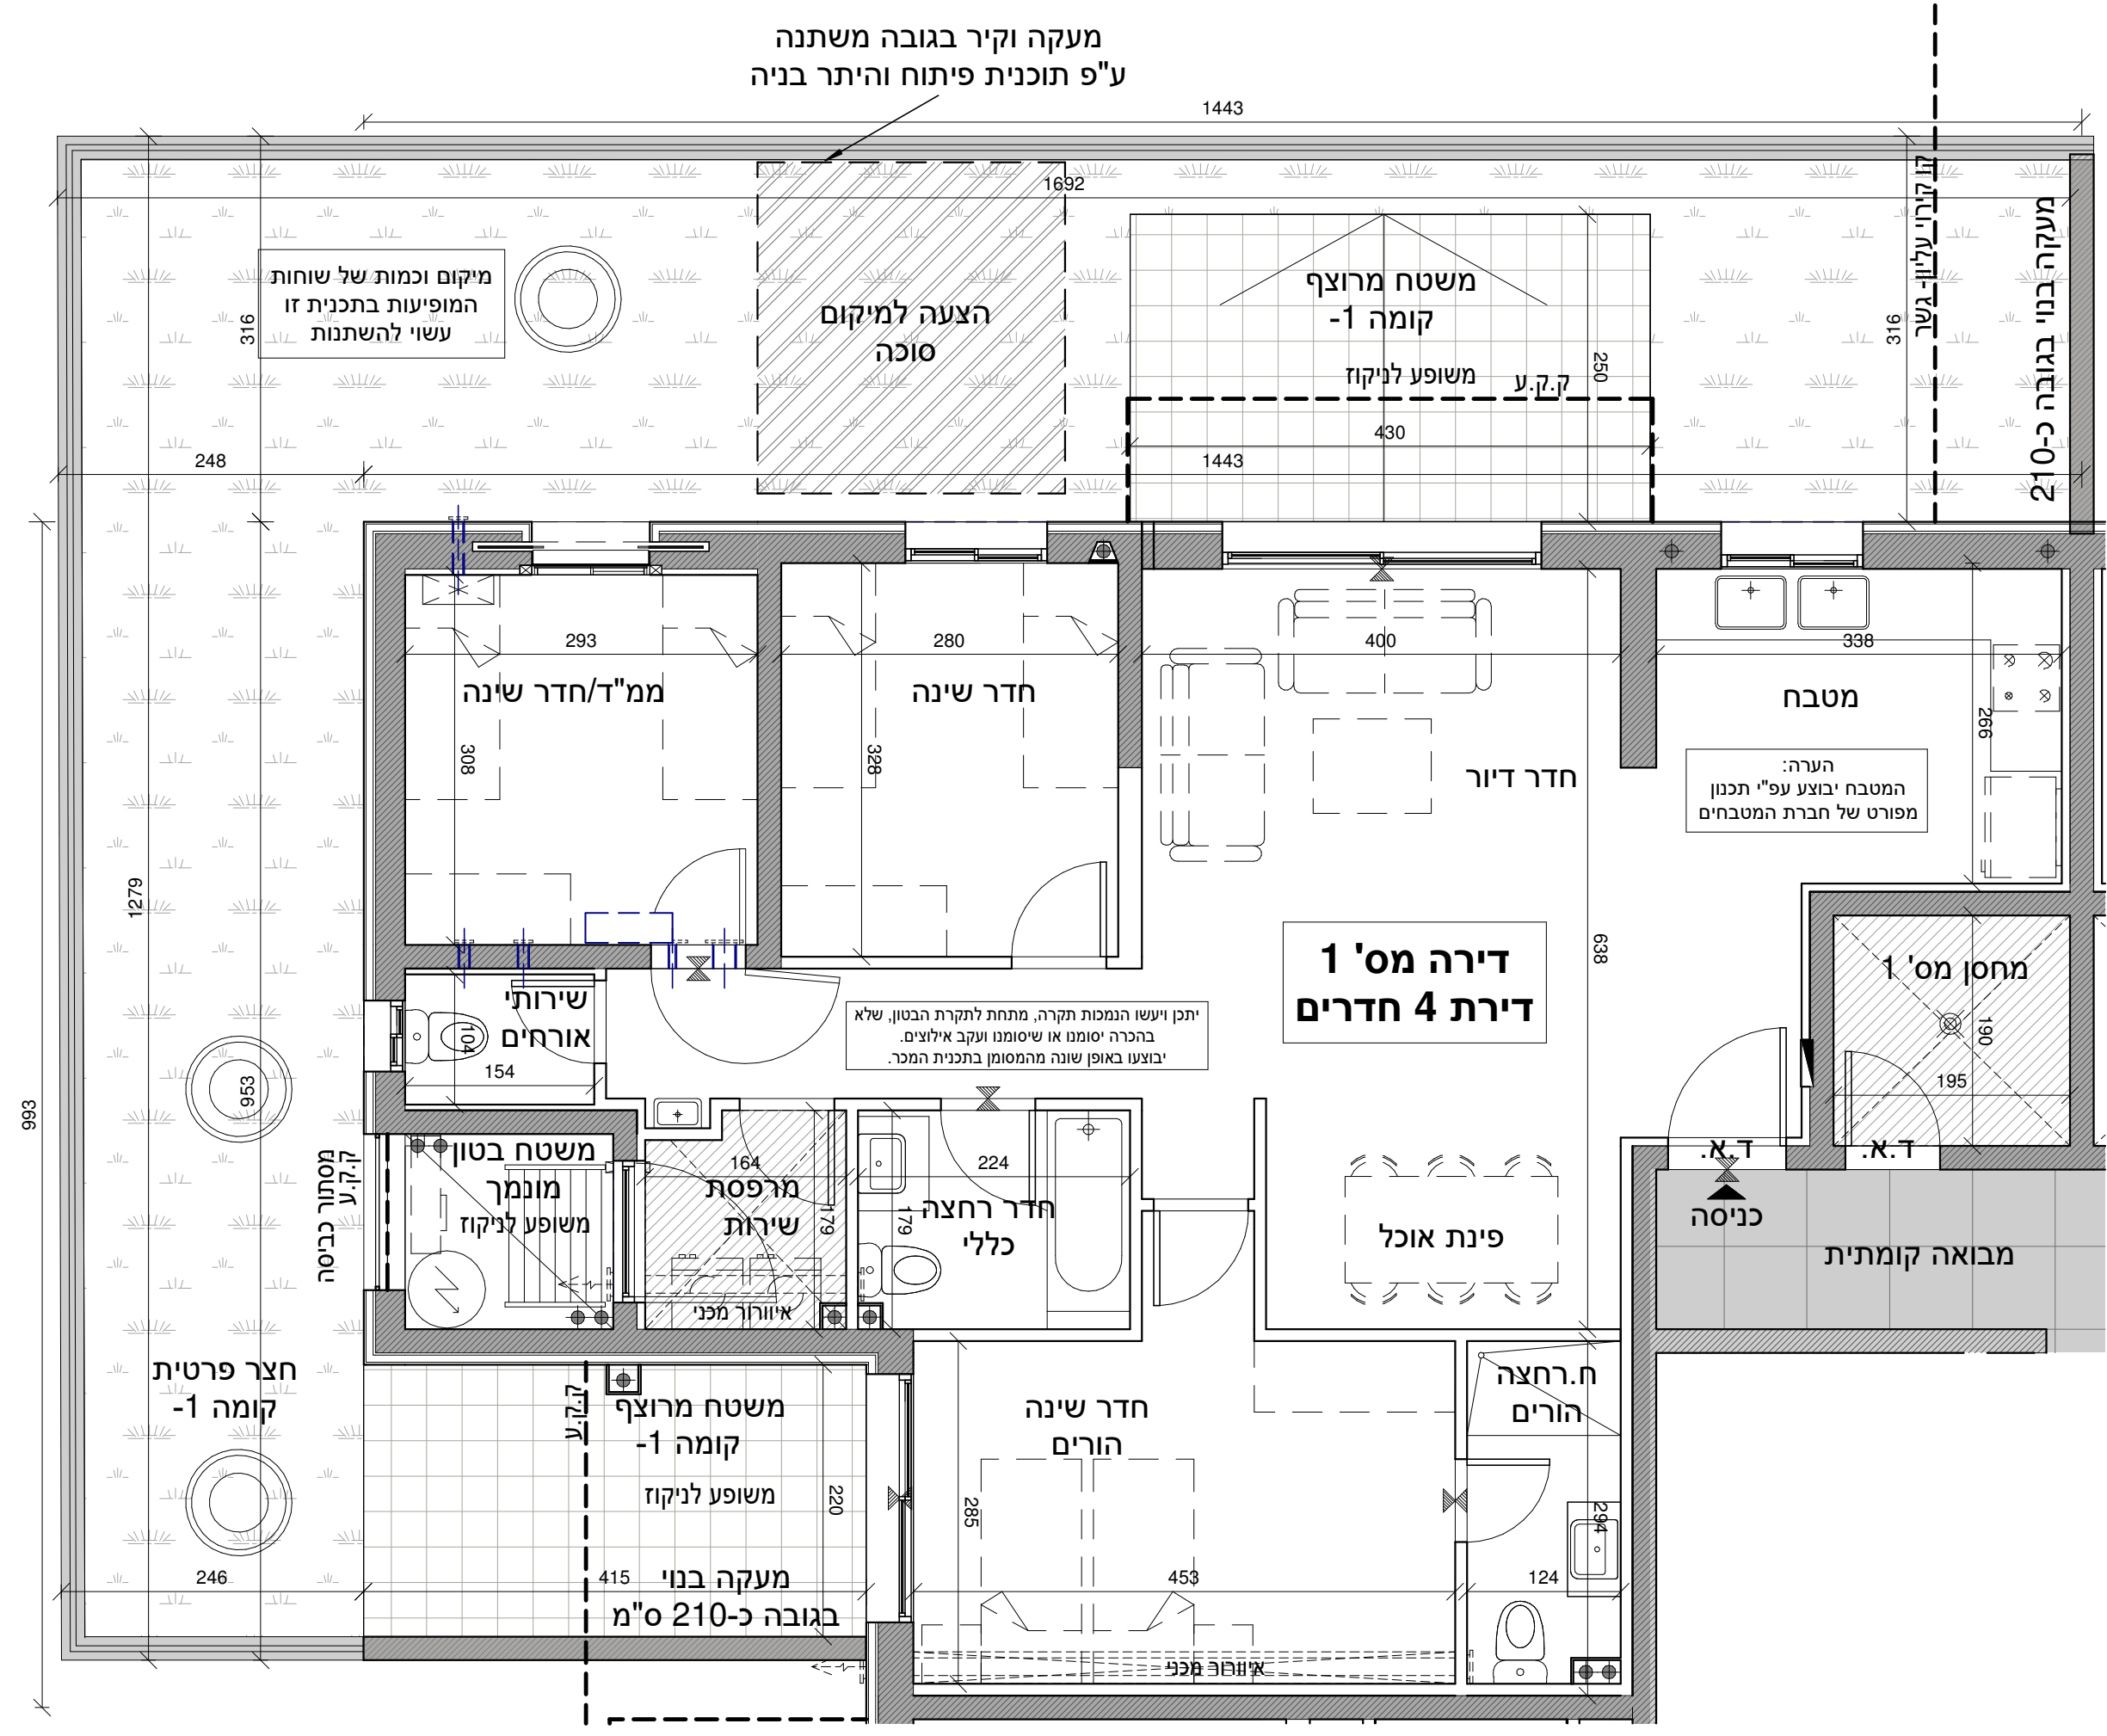 מעקה וקיר בגובה משתנה
ע"פ תוכנית פיתוח והיתר בניה
1443
1692
מיקום וכמות של שוחות
המופיעות בתכנית זו
עשוי להשתנות
316
הצעה למיקום
סוכה
משטח מרוצף
קומה 1-
משופע לניקוז
ק.ק.ע
250
430
316
ק.קירוי עליון- גשר
מעקה בנוי בגובה כ-210
248
1443
293
280
400
338
ממ"ד/חדר שינה
חדר שינה
חדר דיור
מטבח
308
328
266
הערה:
המטבח יבוצע עפ"י תכנון
מפורט של חברת המטבחים
1279
638
דירה מס' 1
דירת 4 חדרים
מחסן מס' 1
190
195
שירותי
אורחים
104
154
יתכן ויעשו הנמכות תקרה, מתחת לתקרת הבטון, שלא
בהכרה יסומנו או שיסומנו ועקב אילוצים.
יבוצעו באופן שונה מהמסומן בתכנית המכר.
953
993
ד.א.
ד.א.
כניסה
מבואה קומתית
מסתור כביסה
ק.ק.ע
משטח בטון
מונמך
משופע לניקוז
164
מרפסת
שירות
179
איוורור מכני
224
179
חדר רחצה
כללי
פינת אוכל
חצר פרטית
קומה 1-
ק.ק.ע
משטח מרוצף
קומה 1-
משופע לניקוז
220
חדר שינה
הורים
285
ח.רחצה
הורים
294
246
415
מעקה בנוי
בגובה כ-210 ס"מ
453
124
איוורור מכני